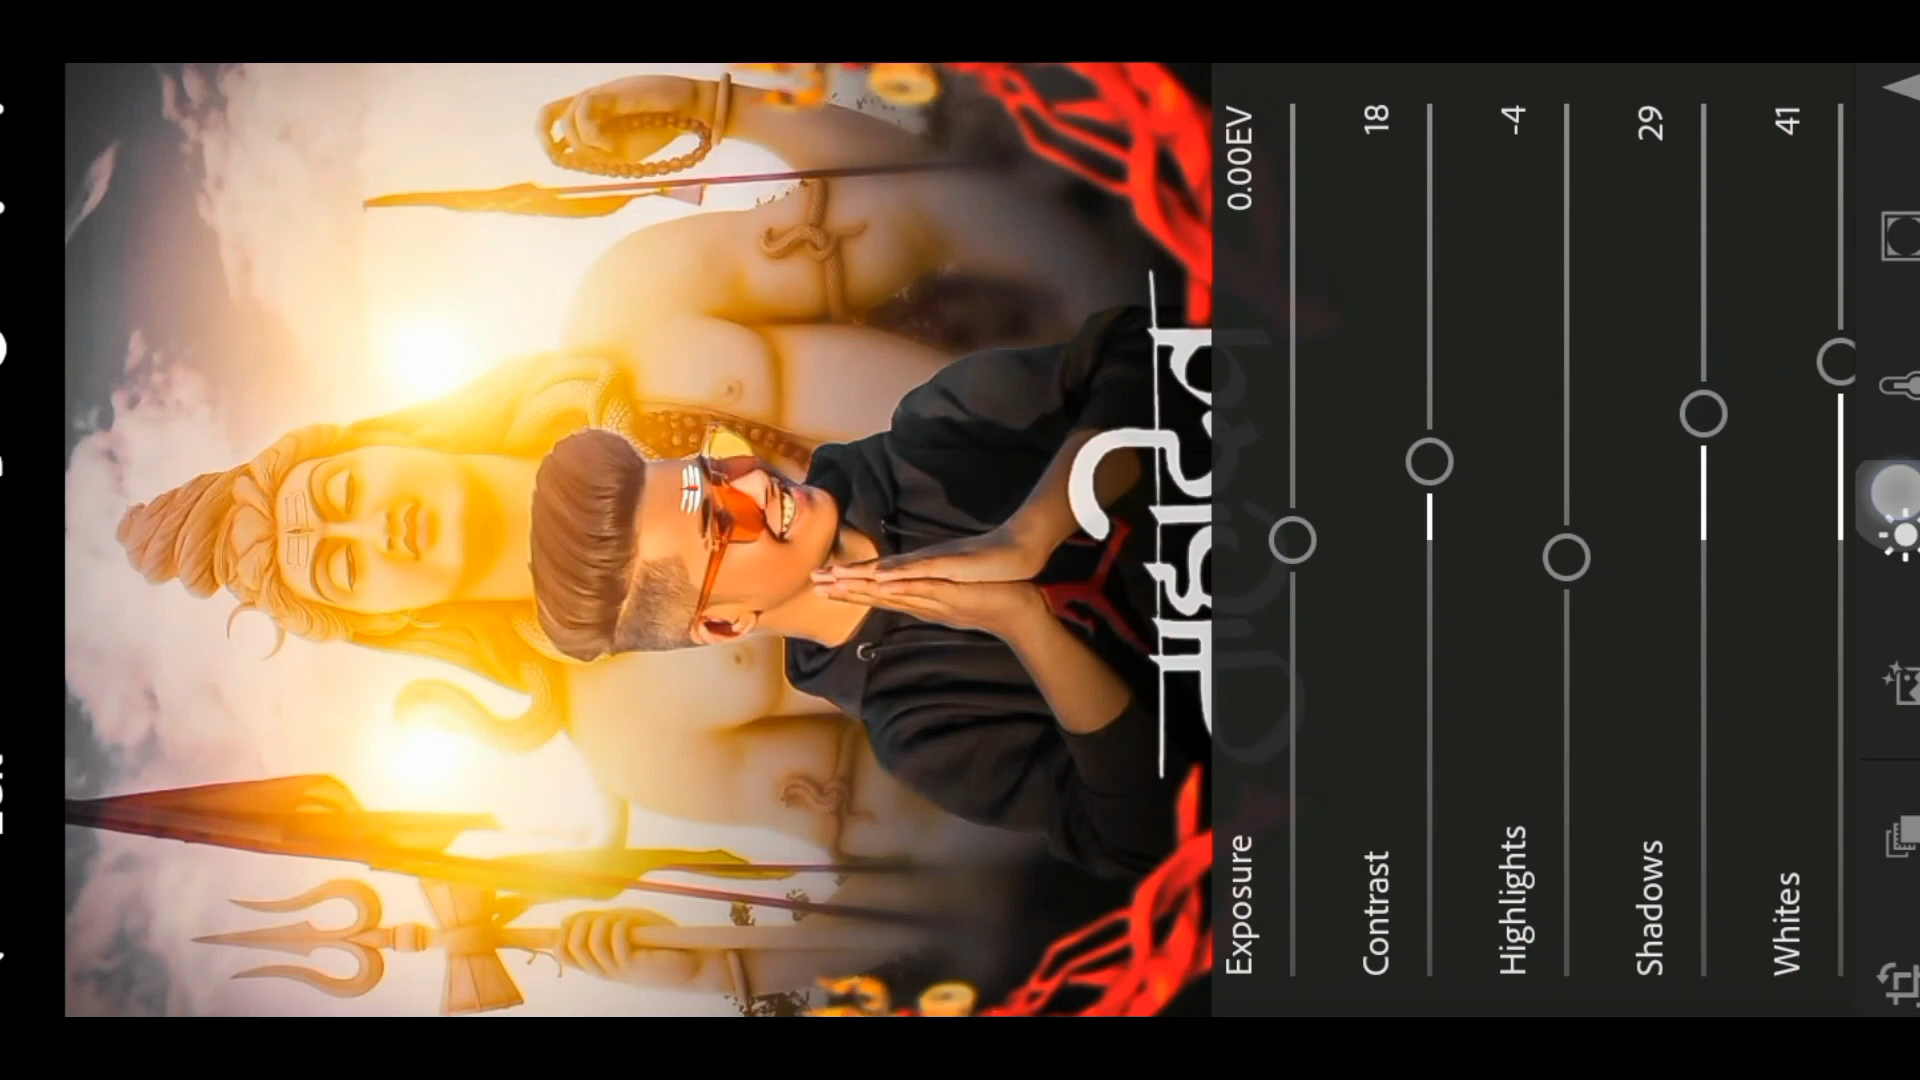 महादेव
Exposure 0.00EV
Contrast 18
Highlights -4
Shadows 29
Whites 41